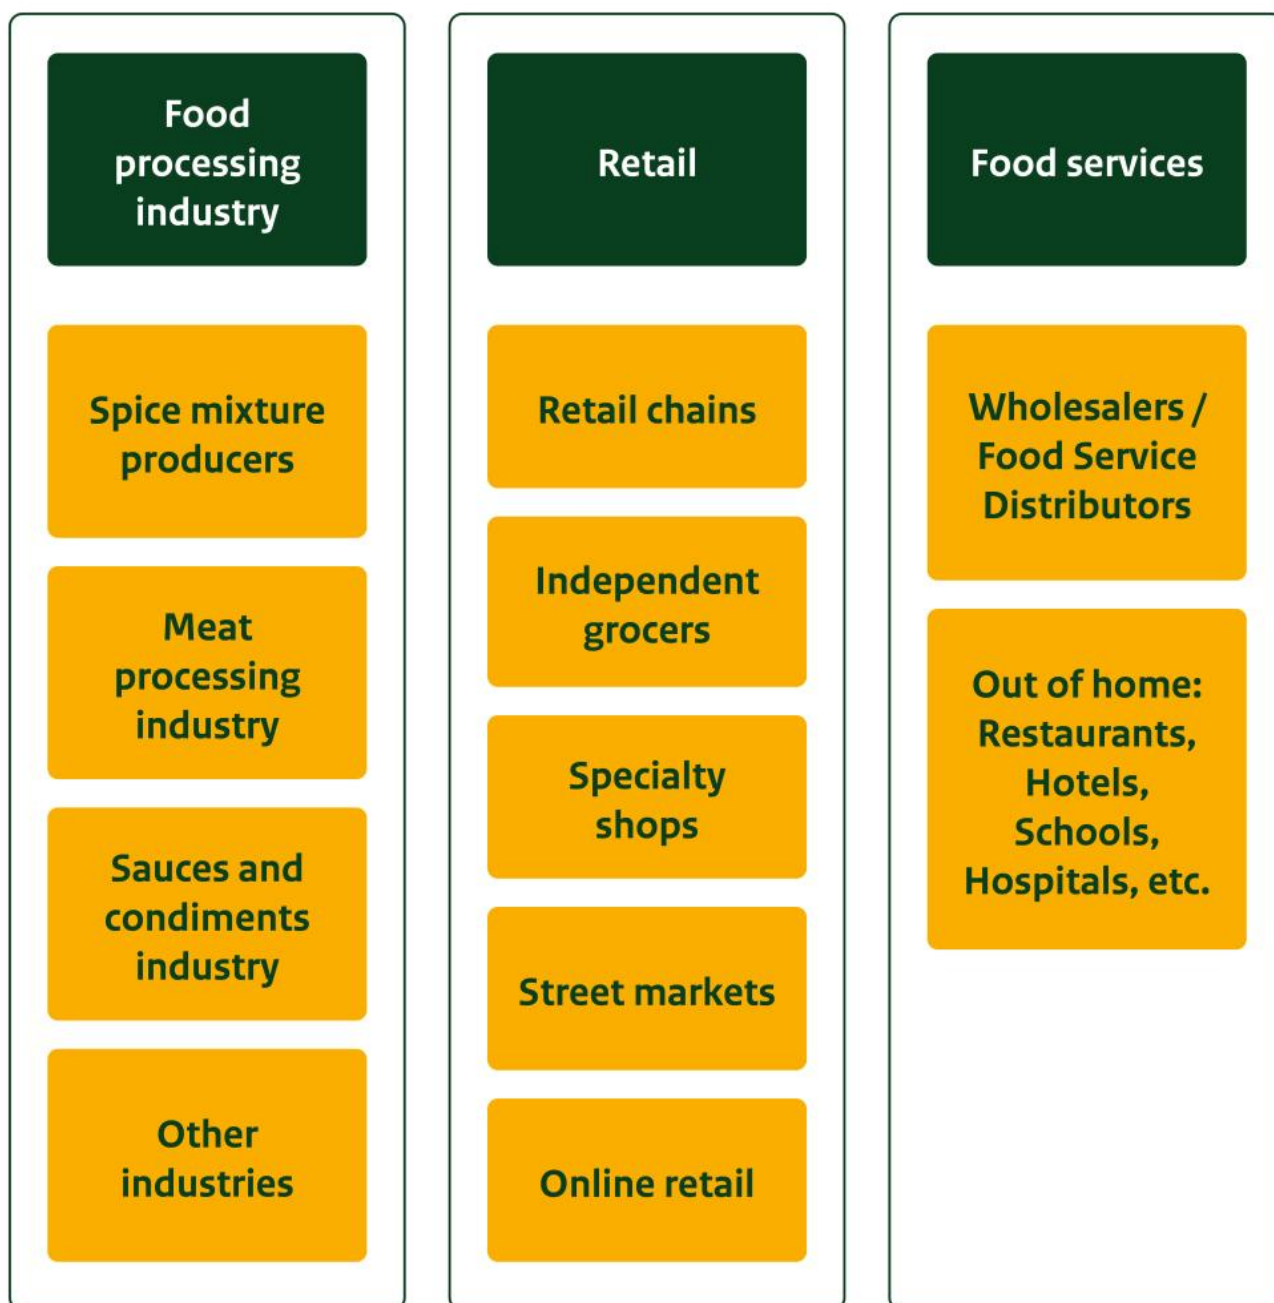 Food
processing
industry
Spice mixture
producers
Meat
processing
industry
Sauces and
condiments
industry
Other
industries
Retail
Retail chains
Independent
grocers
Specialty
shops
Street markets
Online retail
Food services
Wholesalers /
Food Service
Distributors
Out of home:
Restaurants,
Hotels,
Schools,
Hospitals, etc.